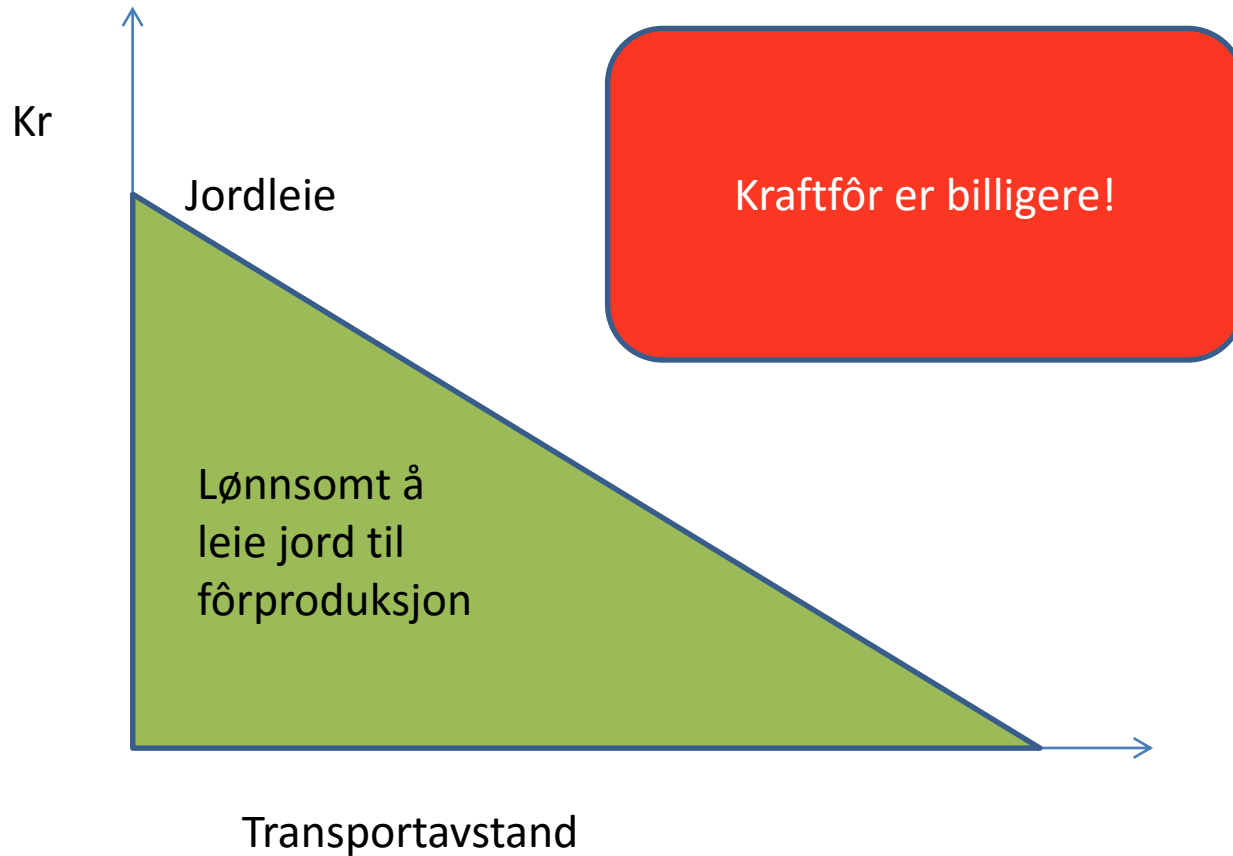 Kr
Jordleie
Kraftfôr er billigere!
Lønnsomt å
leie jord til
fôrproduksjon
Transportavstand